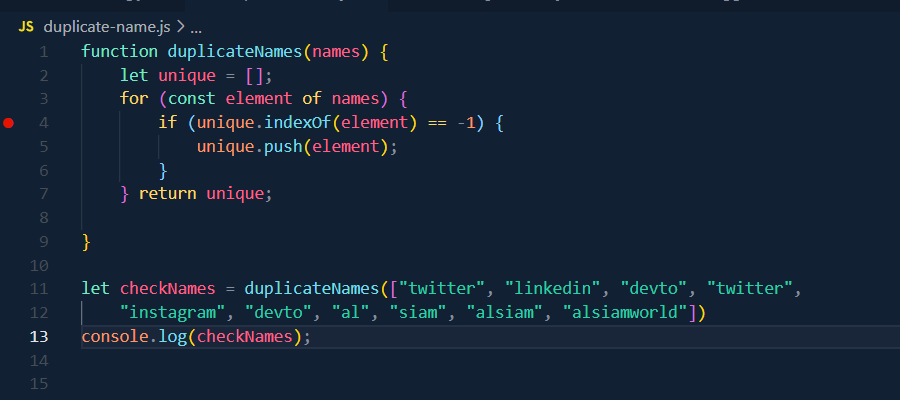 JS duplicate-name.js > ...
1 function duplicateNames(names) {
2 let unique = [];
3 for (const element of names) {
4 if (unique.indexOf(element) == -1) {
5 unique.push(element);
6 }
7 } return unique;
8
9 }
10
11 let checkNames = duplicateNames(["twitter", "linkedin", "devto", "twitter",
12 "instagram", "devto", "al", "siam", "alsiam", "alsiamworld"])
13 console.log(checkNames);
14
15